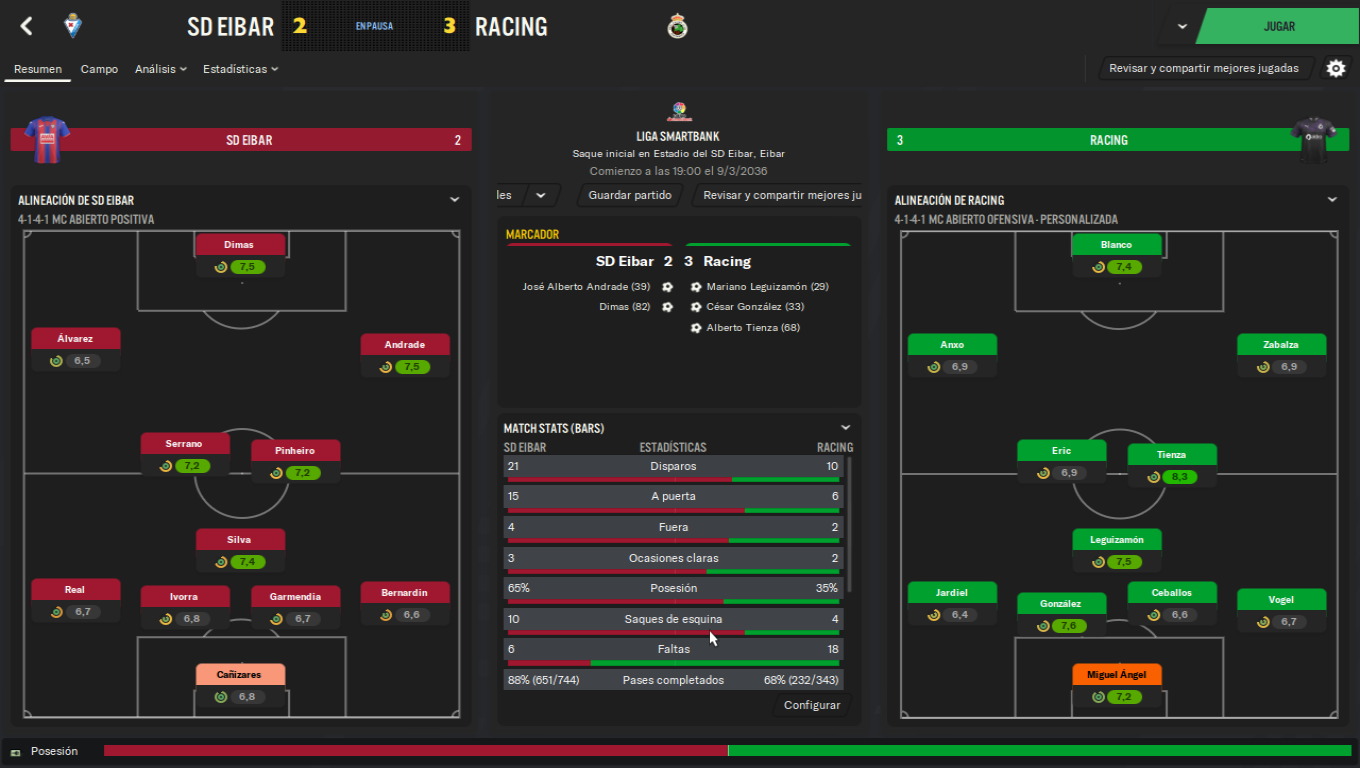 SD EIBAR 2 EN PAUSA 3 RACING
JUGAR
Resumen Campo Análisis Estadísticas
Revisar y compartir mejores jugadas
SD EIBAR 2
ALINEACIÓN DE SD EIBAR
4-1-4-1 MC ABIERTO POSITIVA
Dimas
7,5
Álvarez
6,5
Andrade
7,5
Serrano
7,2
Pinheiro
7,2
Silva
7,4
Real
6,7
Ivorra
6,8
Garmendia
6,7
Bernardin
6,6
Cañizares
6,8
LIGA SMARTBANK
Saque inicial en Estadio del SD Eibar, Eibar
Comienzo a las 19:00 el 9/3/2036
les Guardar partido Revisar y compartir mejores ju
MARCADOR
SD Eibar 2 3 Racing
José Alberto Andrade (39) Mariano Leguizamón (29)
Dimas (82) César González (33)
Alberto Tienza (68)
MATCH STATS (BARS)
SD EIBAR ESTADÍSTICAS RACING
21 Disparos 10
15 A puerta 6
4 Fuera 2
3 Ocasiones claras 2
65% Posesión 35%
10 Saques de esquina 4
6 Faltas 18
88% (651/744) Pases completados 68% (232/343)
Configurar
3 RACING
ALINEACIÓN DE RACING
4-1-4-1 MC ABIERTO OFENSIVA - PERSONALIZADA
Blanco
7,4
Anxo
6,9
Zabalza
6,9
Eric
6,9
Tienza
8,3
Leguizamón
7,5
Jardiel
6,4
González
7,6
Ceballos
6,6
Vogel
6,7
Miguel Ángel
7,2
Posesión